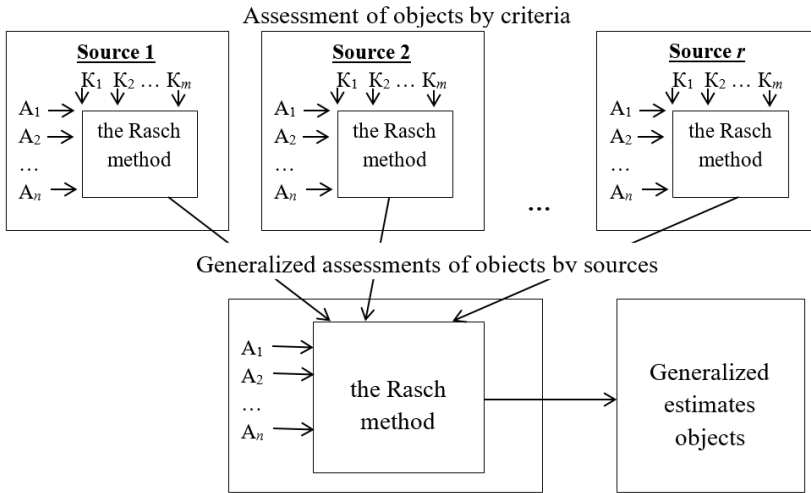 Assessment of objects by criteria
Source 1
K1 K2 … Km
A1
A2
…
An
the Rasch
method
Source 2
K1 K2 … Km
A1
A2
…
An
the Rasch
method
...
Source r
K1 K2 … Km
A1
A2
…
An
the Rasch
method
Generalized assessments of objects by sources
A1
A2
…
An
the Rasch
method
Generalized
estimates
objects